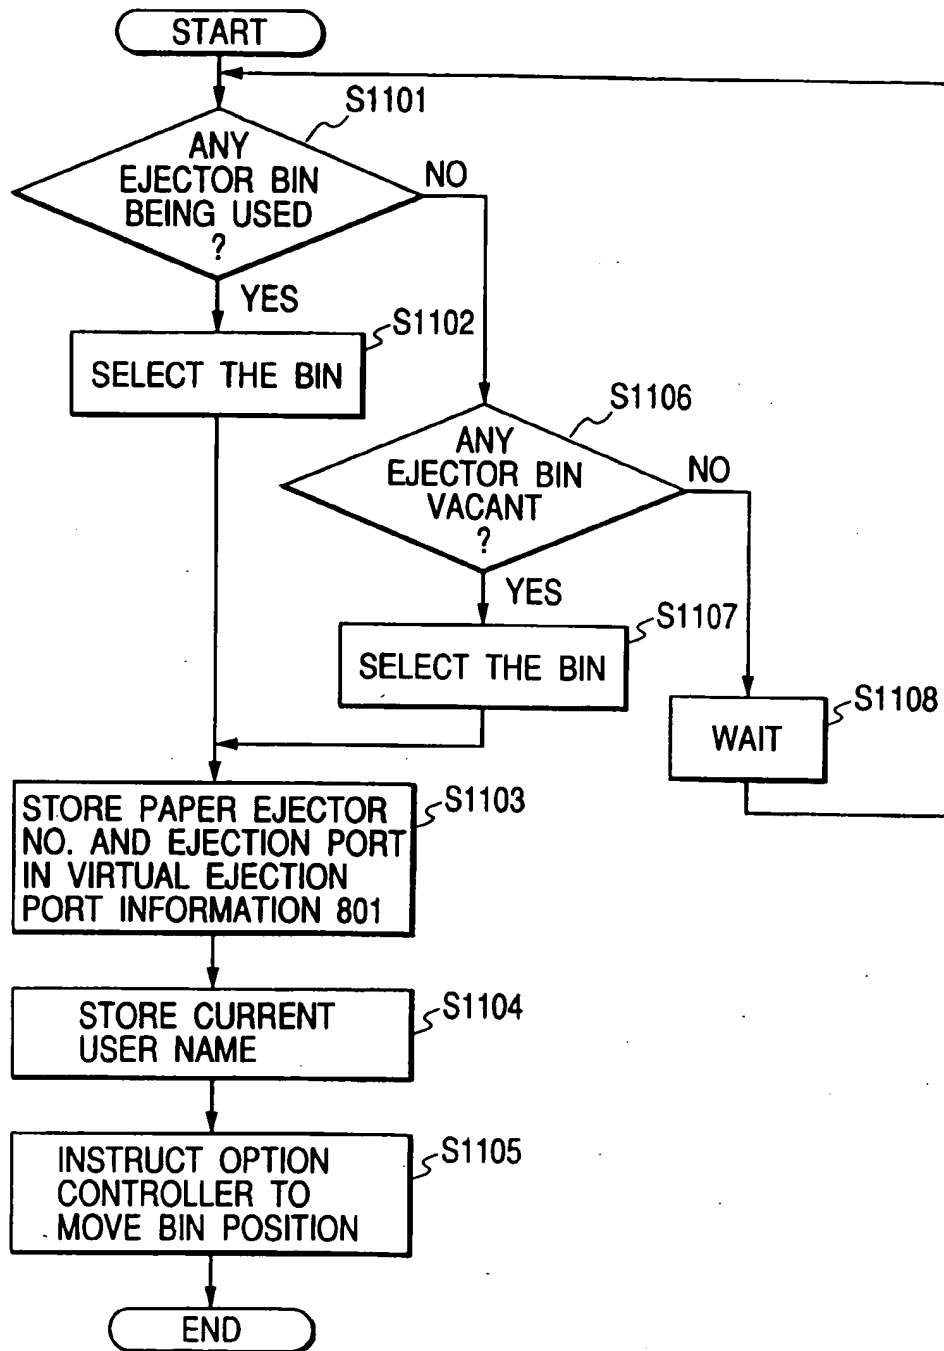 START
S1101
ANY
EJECTOR BIN
BEING USED
?
NO
YES
S1102
SELECT THE BIN
S1106
ANY
EJECTOR BIN
VACANT
?
NO
YES
S1107
SELECT THE BIN
S1108
WAIT
S1103
STORE PAPER EJECTOR
NO. AND EJECTION PORT
IN VIRTUAL EJECTION
PORT INFORMATION 801
S1104
STORE CURRENT
USER NAME
S1105
INSTRUCT OPTION
CONTROLLER TO
MOVE BIN POSITION
END